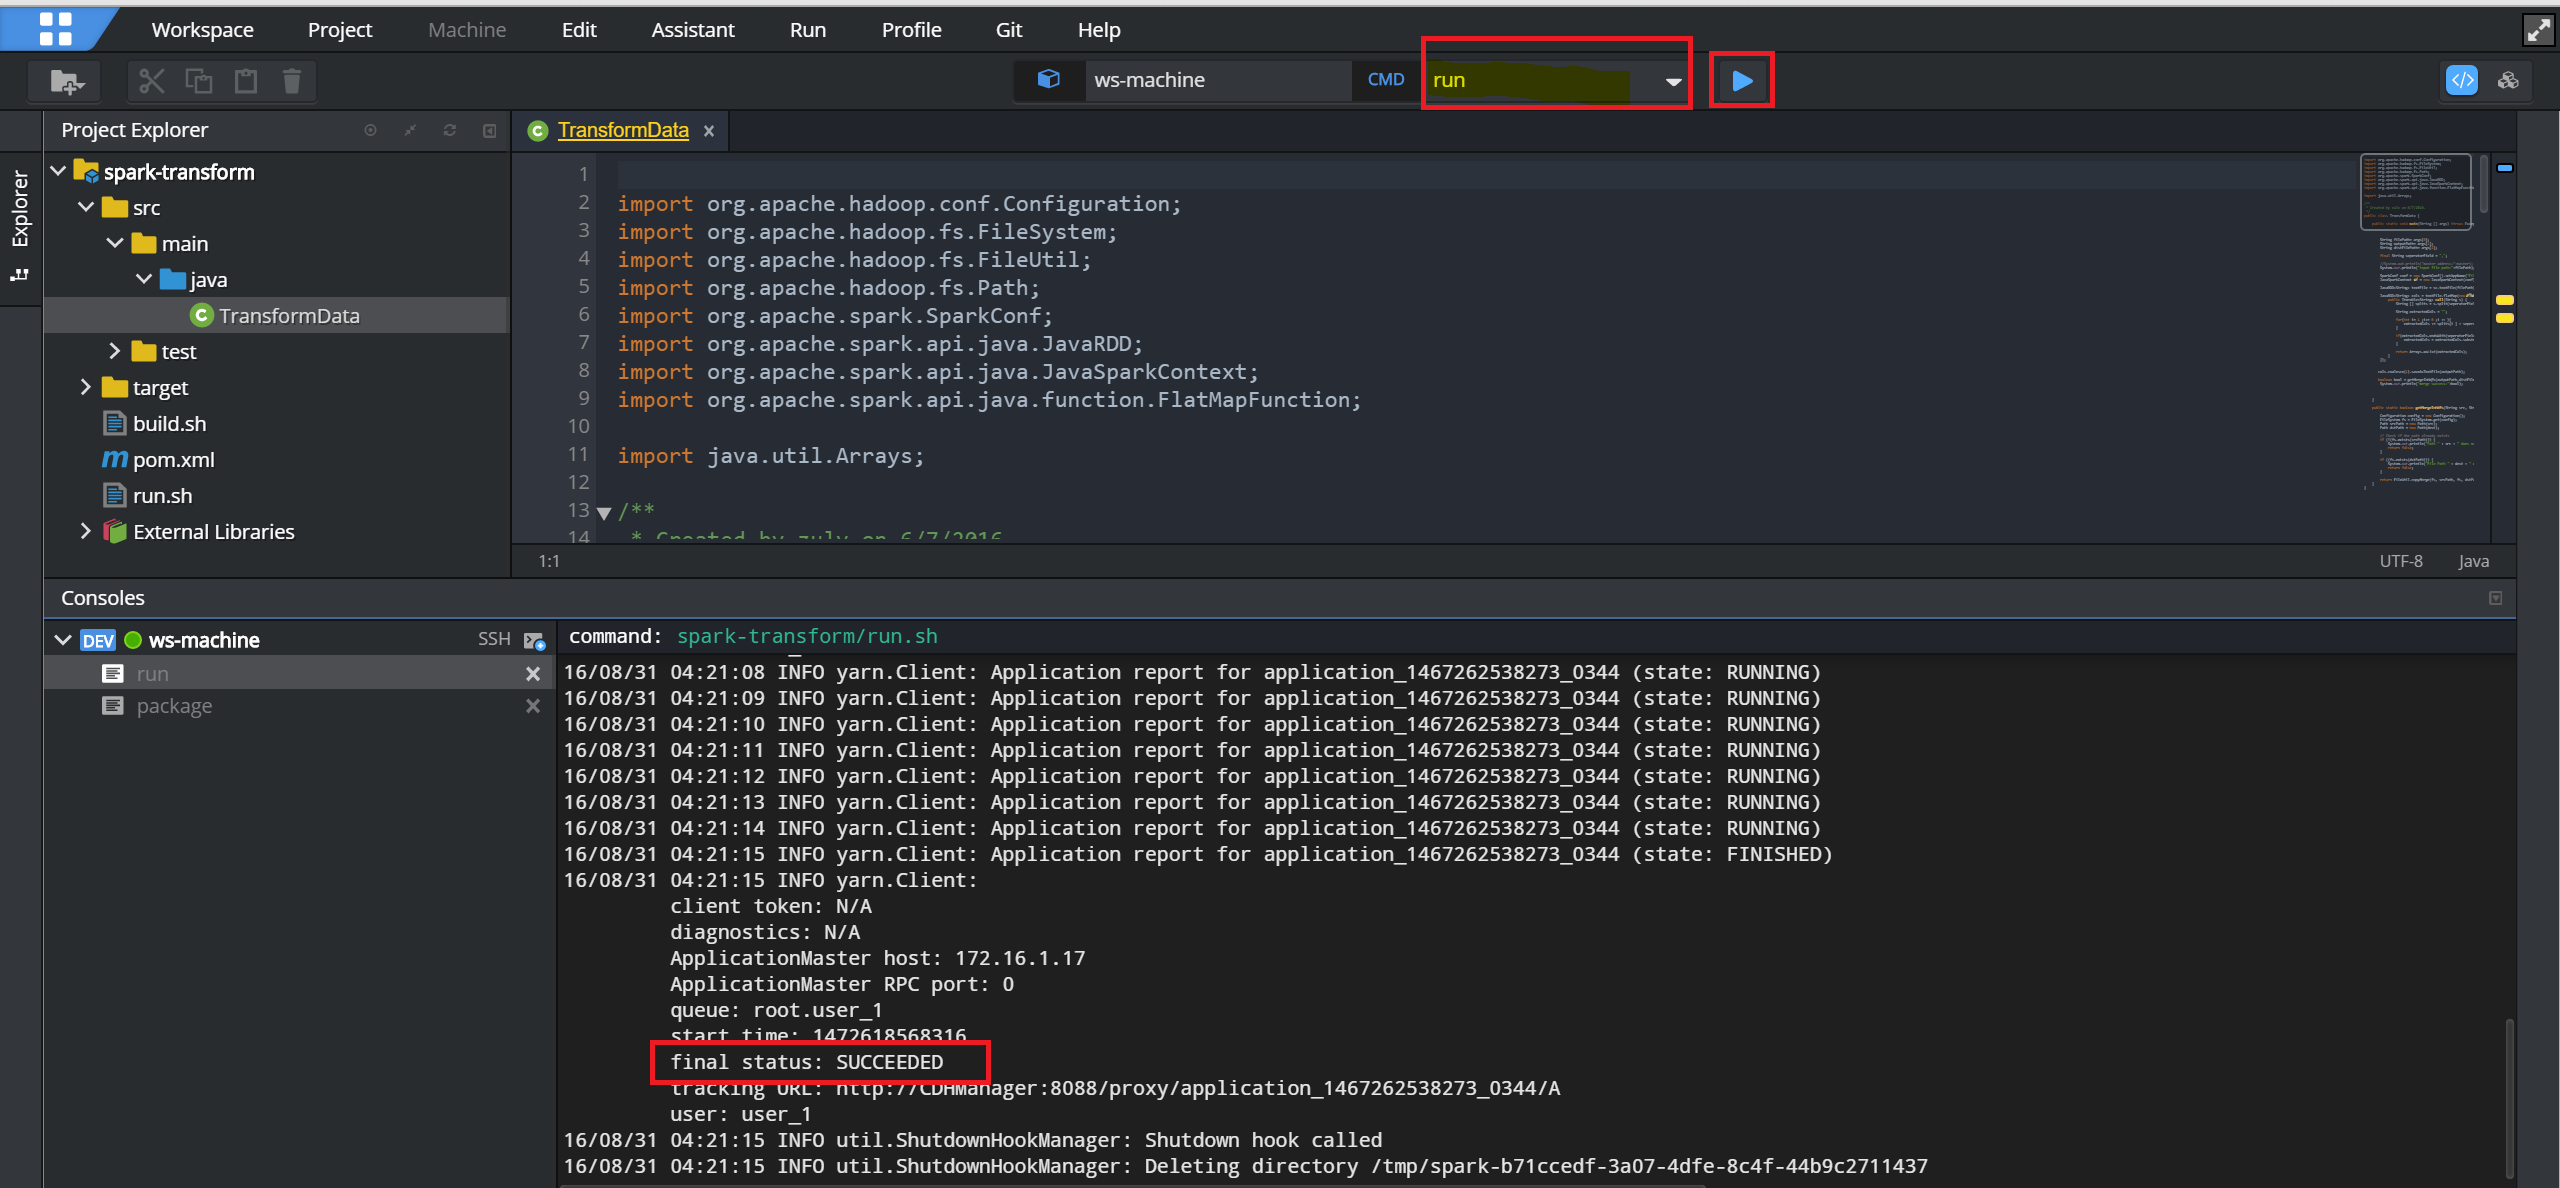 Workspace Project Machine Edit Assistant Run Profile Git Help
ws-machine CMD run
Project Explorer
TransformData
Explorer
spark-transform
src
main
java
TransformData
test
target
build.sh
pom.xml
run.sh
External Libraries
1
2 import org.apache.hadoop.conf.Configuration;
3 import org.apache.hadoop.fs.FileSystem;
4 import org.apache.hadoop.fs.FileUtil;
5 import org.apache.hadoop.fs.Path;
6 import org.apache.spark.SparkConf;
7 import org.apache.spark.api.java.JavaRDD;
8 import org.apache.spark.api.java.JavaSparkContext;
9 import org.apache.spark.api.java.function.FlatMapFunction;
10
11 import java.util.Arrays;
12
13 /**
14 * Created by zuly on 6/7/2016
1:1 UTF-8 Java
Consoles
DEV ws-machine SSH
run
package
command: spark-transform/run.sh
16/08/31 04:21:08 INFO yarn.Client: Application report for application_1467262538273_0344 (state: RUNNING)
16/08/31 04:21:09 INFO yarn.Client: Application report for application_1467262538273_0344 (state: RUNNING)
16/08/31 04:21:10 INFO yarn.Client: Application report for application_1467262538273_0344 (state: RUNNING)
16/08/31 04:21:11 INFO yarn.Client: Application report for application_1467262538273_0344 (state: RUNNING)
16/08/31 04:21:12 INFO yarn.Client: Application report for application_1467262538273_0344 (state: RUNNING)
16/08/31 04:21:13 INFO yarn.Client: Application report for application_1467262538273_0344 (state: RUNNING)
16/08/31 04:21:14 INFO yarn.Client: Application report for application_1467262538273_0344 (state: RUNNING)
16/08/31 04:21:15 INFO yarn.Client: Application report for application_1467262538273_0344 (state: FINISHED)
16/08/31 04:21:15 INFO yarn.Client:
client token: N/A
diagnostics: N/A
ApplicationMaster host: 172.16.1.17
ApplicationMaster RPC port: 0
queue: root.user_1
start time: 1472618568316
final status: SUCCEEDED
tracking URL: http://CDHManager:8088/proxy/application_1467262538273_0344/A
user: user_1
16/08/31 04:21:15 INFO util.ShutdownHookManager: Shutdown hook called
16/08/31 04:21:15 INFO util.ShutdownHookManager: Deleting directory /tmp/spark-b71ccedf-3a07-4dfe-8c4f-44b9c2711437